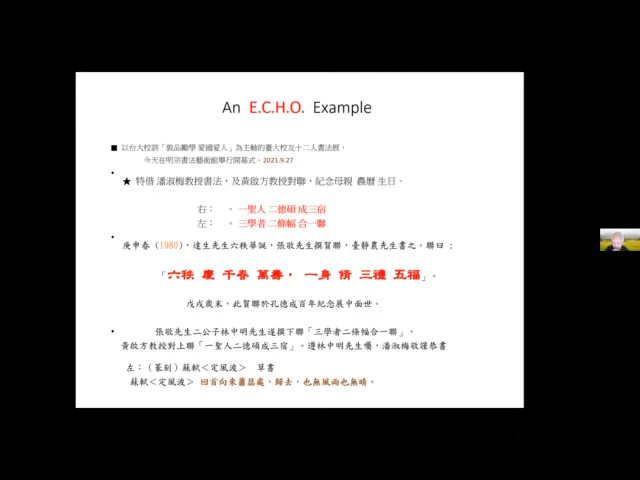 An E.C.H.O. Example
■ 以台大校訓「敦品勵學 愛國愛人」為主軸的臺大校友十二人書法展，
今天在明宗書法藝術館舉行開幕式。2021.9.27
• ★ 特借 潘淑梅教授書法，及黃啟方教授對聯，紀念母親 農曆 生日。
右： 。一聖人 二德碩 成三宿
左： 。三學者 二條幅 合一聯
• 庚申春（1980），達生先生六秩華誕，張敬先生撰賀聯，臺靜農先生書之。聯曰：
「六秩 慶 千春 萬壽， 一身 備 三禮 五福」。
戊戌歲末，此賀聯於孔德成百年紀念展中面世。
• 張敬先生二公子林中明先生遂撰下聯「三學者二條幅合一聯」，
黃啟方教授對上聯「一聖人二德碩成三宿」。遵林中明先生囑，潘淑梅敬謹恭書
左：（篆刻）蘇軾＜定風波＞ 草書
蘇軾＜定風波＞ 回首向來蕭瑟處，歸去，也無風雨也無晴。